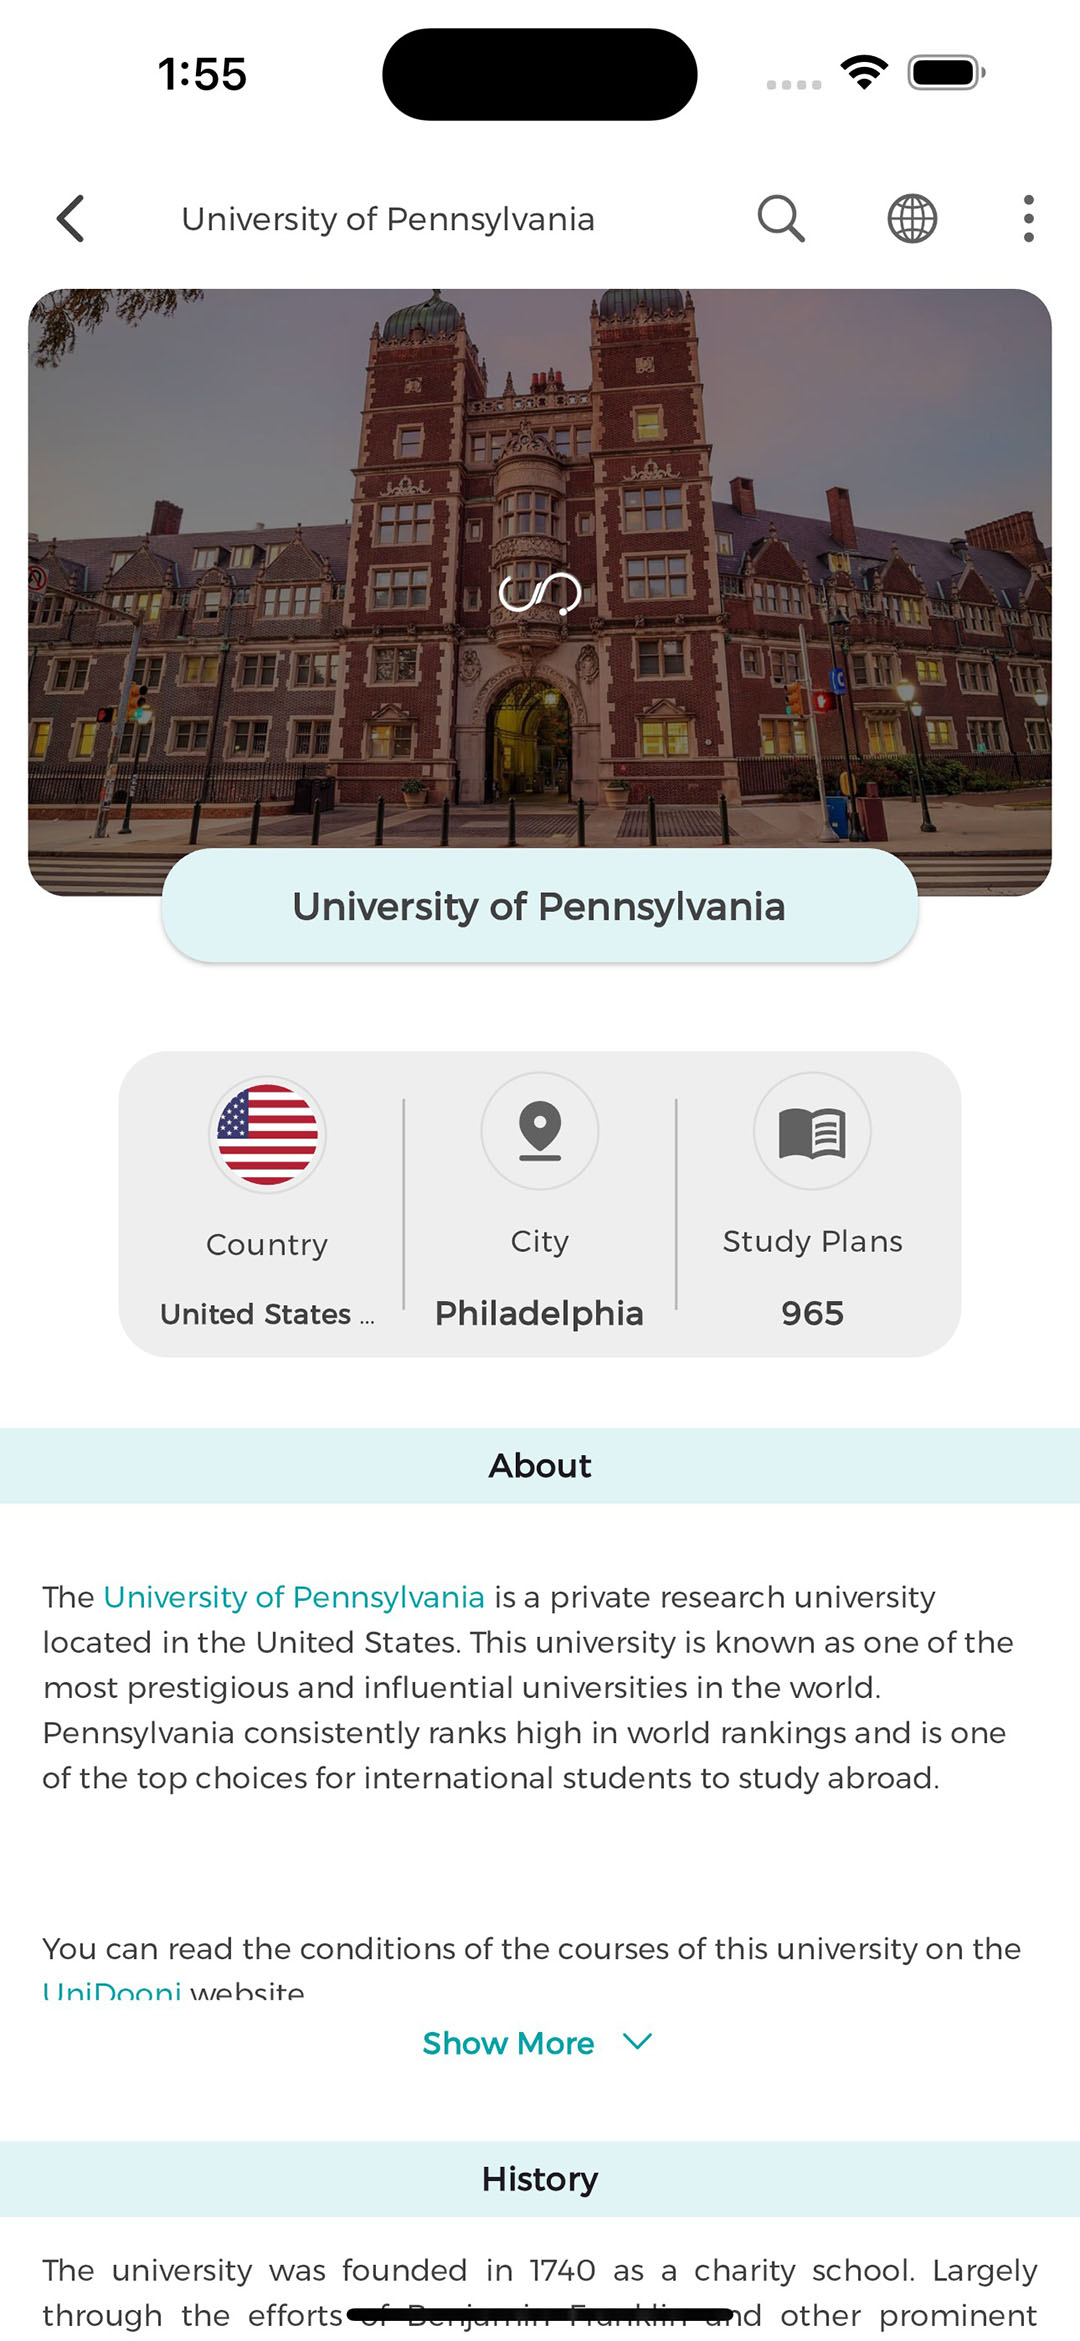 1:55
University of Pennsylvania
University of Pennsylvania
Country
City
Study Plans
United States ...
Philadelphia
965
About
The University of Pennsylvania is a private research university
located in the United States. This university is known as one of the
most prestigious and influential universities in the world.
Pennsylvania consistently ranks high in world rankings and is one
of the top choices for international students to study abroad.
You can read the conditions of the courses of this university on the
UniDooni website
Show More
History
The university was founded in 1740 as a charity school. Largely
through the efforts of Benjamin Franklin and other prominent